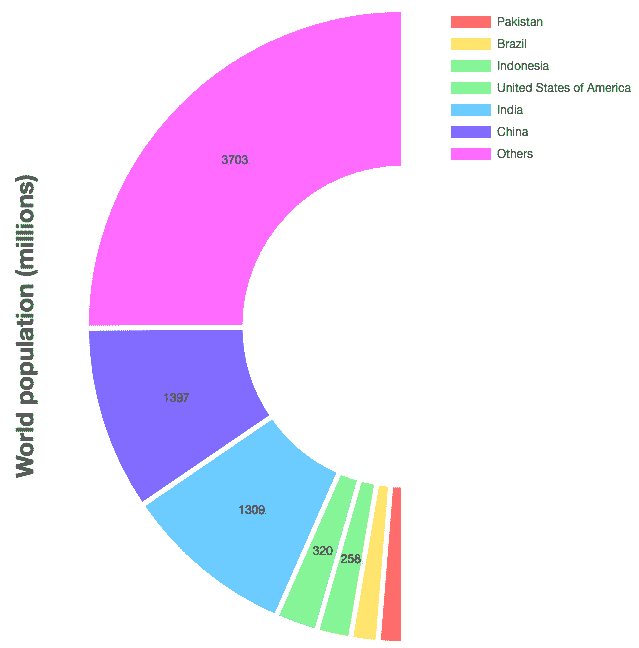 Pakistan
Brazil
Indonesia
United States of America
India
China
Others
World population (millions)
3703
1397
1309
320
258